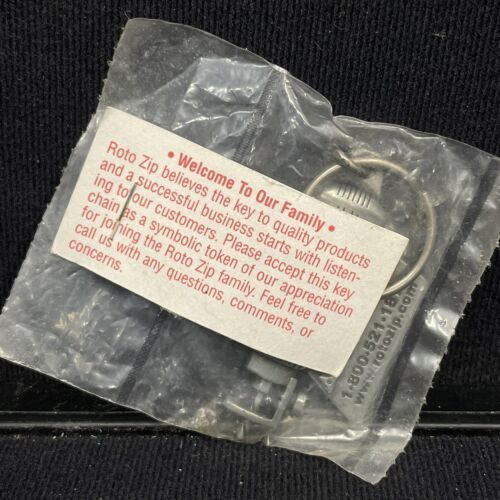 • Welcome To Our Family •
Roto Zip believes the key to quality products
and a successful business starts with listen-
ing to our customers. Please accept this key
chain as a symbolic token of our appreciation
for joining the Roto Zip family. Feel free to
call us with any questions, comments, or
concerns.
1-800-521-18
www.rotozip.com